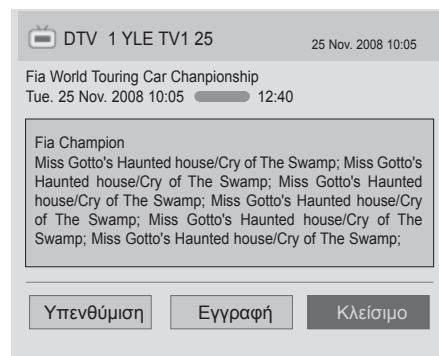 DTV 1 YLE TV1 25 25 Nov. 2008 10:05
Fia World Touring Car Chanpionship
Tue. 25 Nov. 2008 10:05 12:40
Fia Champion
Miss Gotto's Haunted house/Cry of The Swamp; Miss Gotto's
Haunted house/Cry of The Swamp; Miss Gotto's Haunted
house/Cry of The Swamp; Miss Gotto's Haunted house/Cry
of The Swamp; Miss Gotto's Haunted house/Cry of The
Swamp; Miss Gotto's Haunted house/Cry of The Swamp;
Υπενθύμιση Εγγραφή Κλείσιμο